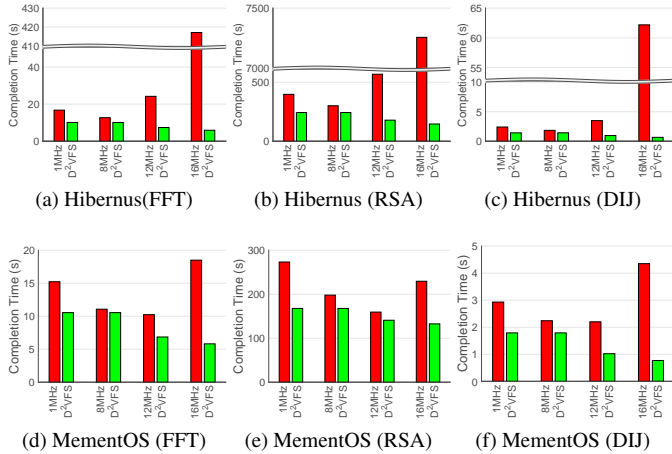 Completion Time (s)
430
420
410
40
20
0
1MHz
D²VFS
8MHz
D²VFS
12MHz
D²VFS
16MHz
D²VFS
(a) Hibernus(FFT)
Completion Time (s)
7500
7000
500
0
1MHz
D²VFS
8MHz
D²VFS
12MHz
D²VFS
16MHz
D²VFS
(b) Hibernus (RSA)
Completion Time (s)
65
60
55
10
5
0
1MHz
D²VFS
8MHz
D²VFS
12MHz
D²VFS
16MHz
D²VFS
(c) Hibernus (DIJ)
Completion Time (s)
20
15
10
5
0
1MHz
D²VFS
8MHz
D²VFS
12MHz
D²VFS
16MHz
D²VFS
(d) MementOS (FFT)
Completion Time (s)
300
200
100
0
1MHz
D²VFS
8MHz
D²VFS
12MHz
D²VFS
16MHz
D²VFS
(e) MementOS (RSA)
Completion Time (s)
5
4
3
2
1
0
1MHz
D²VFS
8MHz
D²VFS
12MHz
D²VFS
16MHz
D²VFS
(f) MementOS (DIJ)